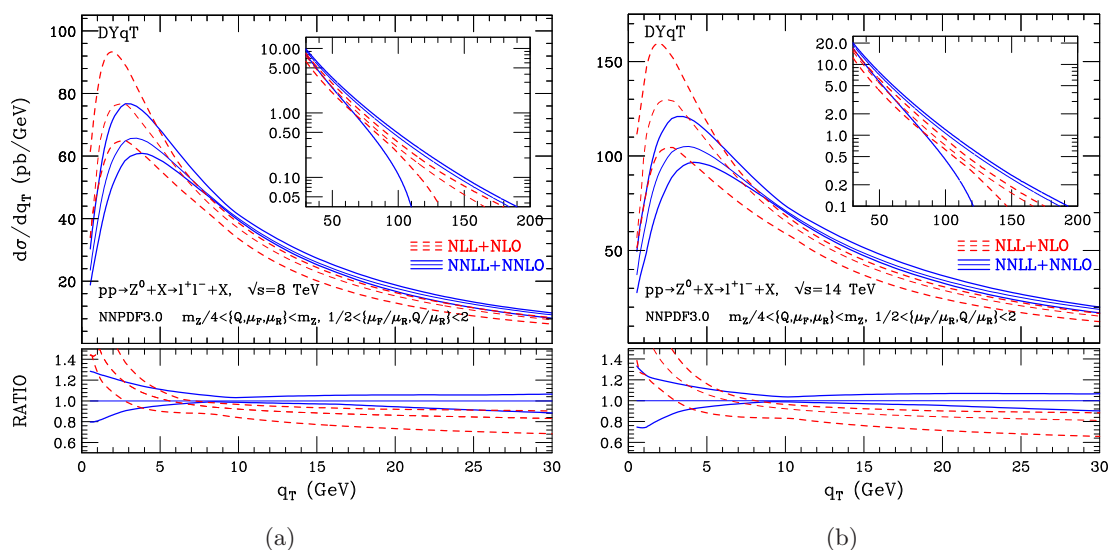 DYqT
dσ/dq_T (pb/GeV)
100
80
60
40
20
10.00
5.00
1.00
0.50
0.10
0.05
50 100 150 200
NLL+NLO
NNLL+NNLO
pp→Z⁰+X→l⁺l⁻+X, √s=8 TeV
NNPDF3.0 m_Z/4<{Q,μ_F,μ_R}<m_Z, 1/2<{μ_F/μ_R,Q/μ_R}<2
RATIO
1.4
1.2
1.0
0.8
0.6
0 5 10 15 20 25 30
q_T (GeV)
(a)
DYqT
150
100
50
20.0
10.0
5.0
1.0
0.5
0.1
50 100 150 200
NLL+NLO
NNLL+NNLO
pp→Z⁰+X→l⁺l⁻+X, √s=14 TeV
NNPDF3.0 m_Z/4<{Q,μ_F,μ_R}<m_Z, 1/2<{μ_F/μ_R,Q/μ_R}<2
1.4
1.2
1.0
0.8
0.6
0 5 10 15 20 25 30
q_T (GeV)
(b)